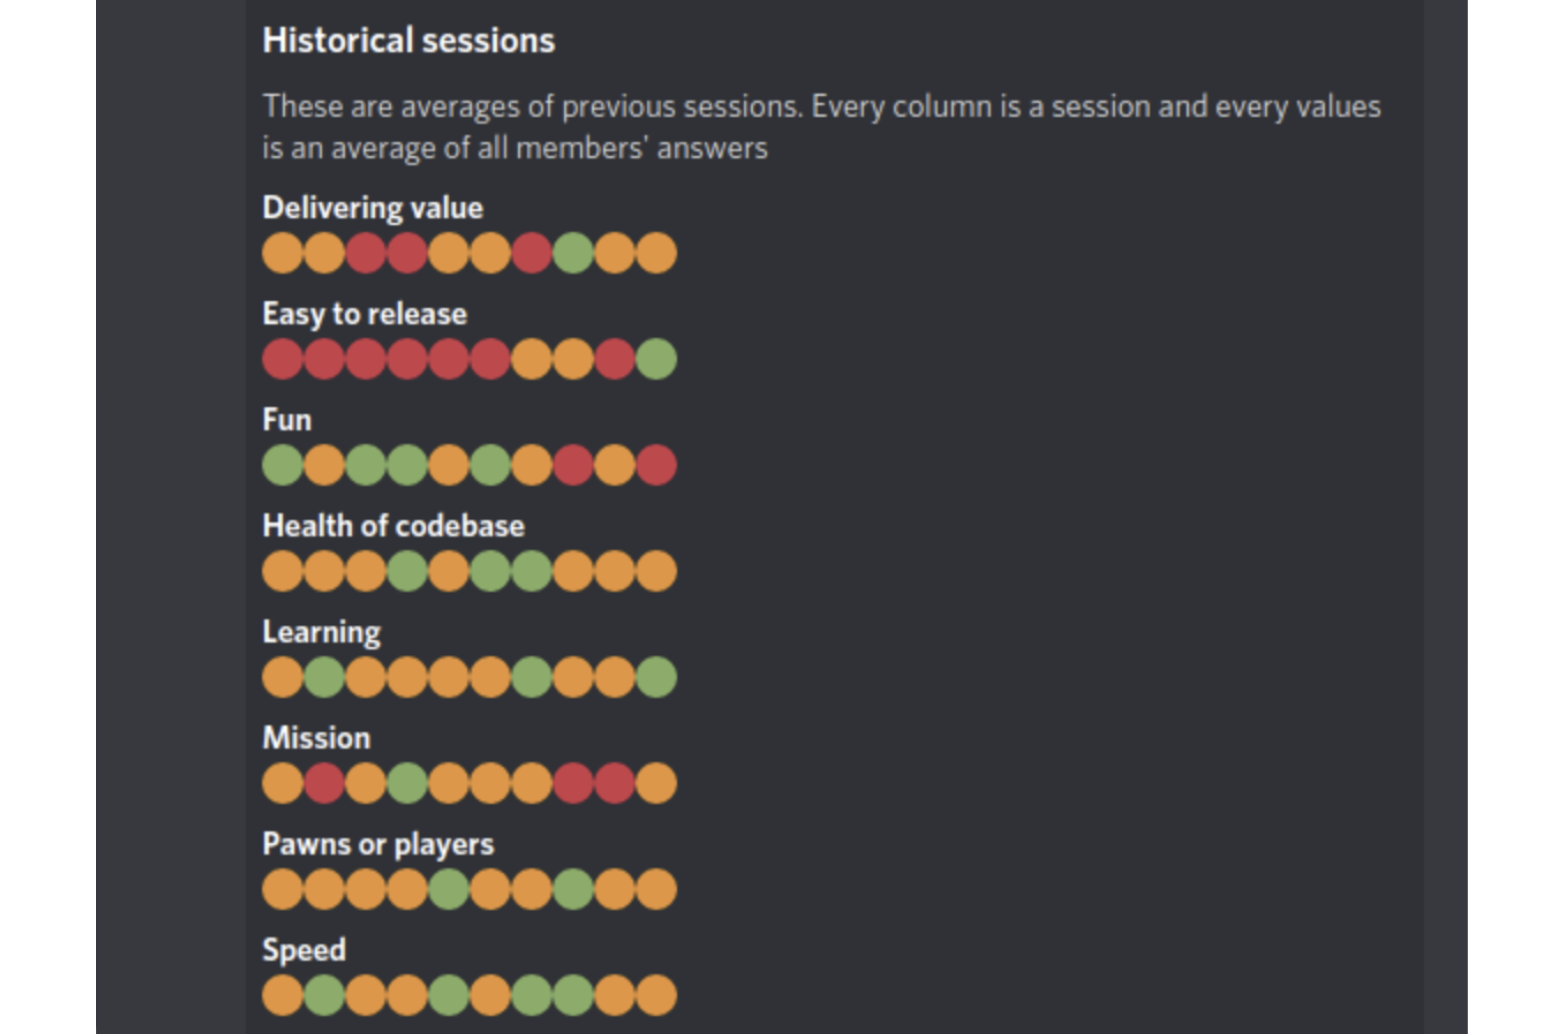 Historical sessions
These are averages of previous sessions. Every column is a session and every values
is an average of all members' answers
Delivering value
Easy to release
Fun
Health of codebase
Learning
Mission
Pawns or players
Speed